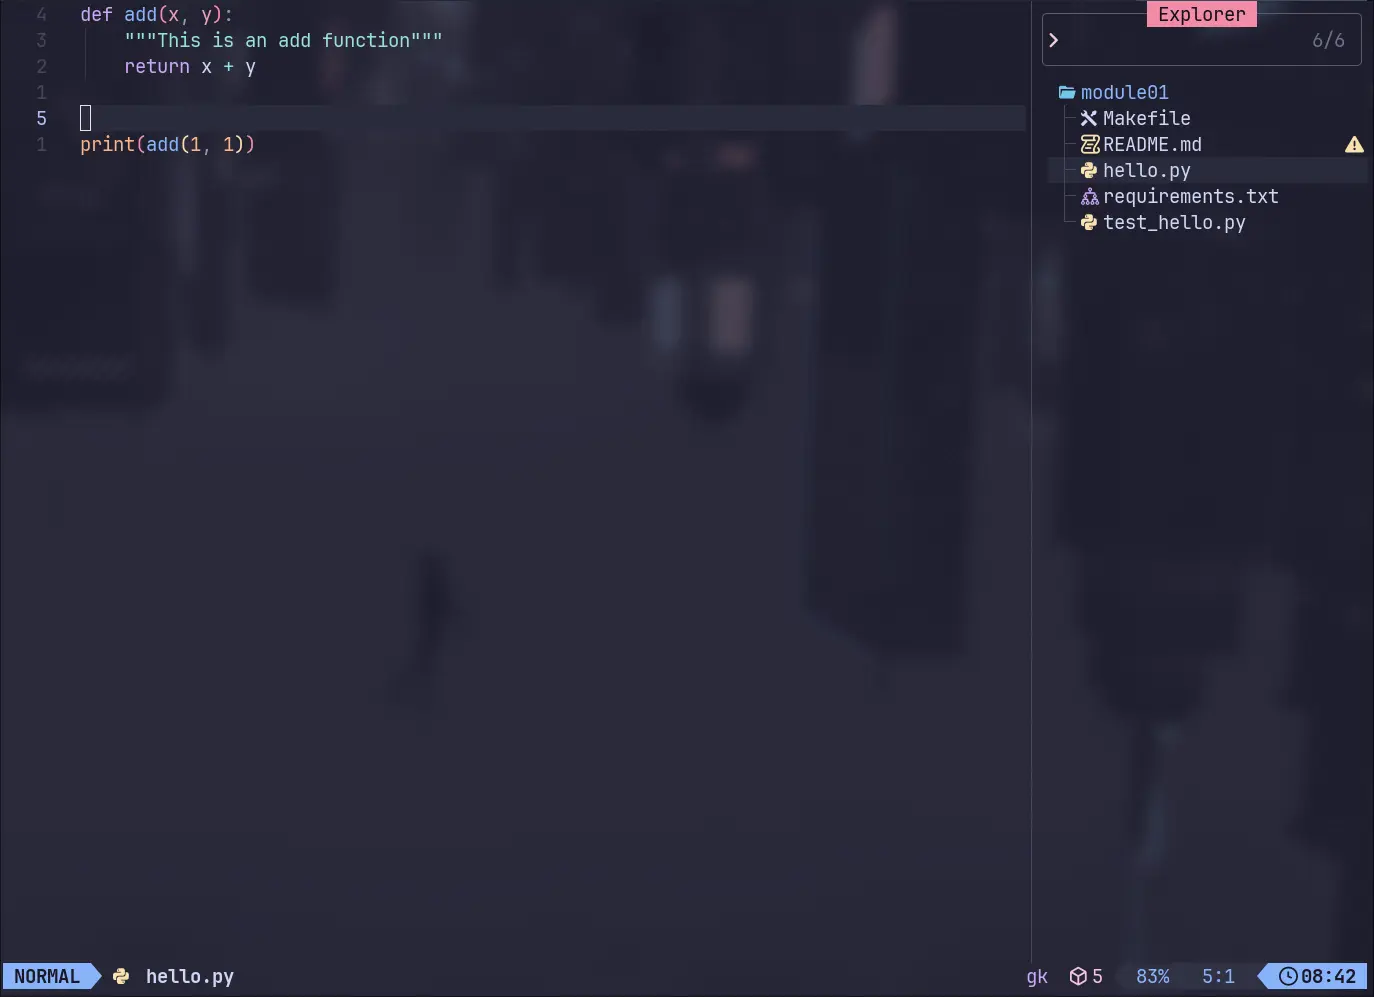 4 def add(x, y):
3 """This is an add function"""
2 return x + y
1
5
1 print(add(1, 1))
Explorer
> 6/6
module01
Makefile
README.md
hello.py
requirements.txt
test_hello.py
NORMAL hello.py gk 5 83% 5:1 08:42